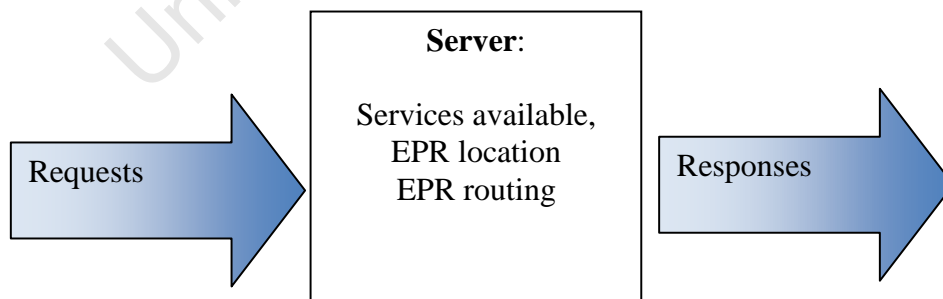 Server:
Services available,
EPR location
EPR routing
Requests
Responses